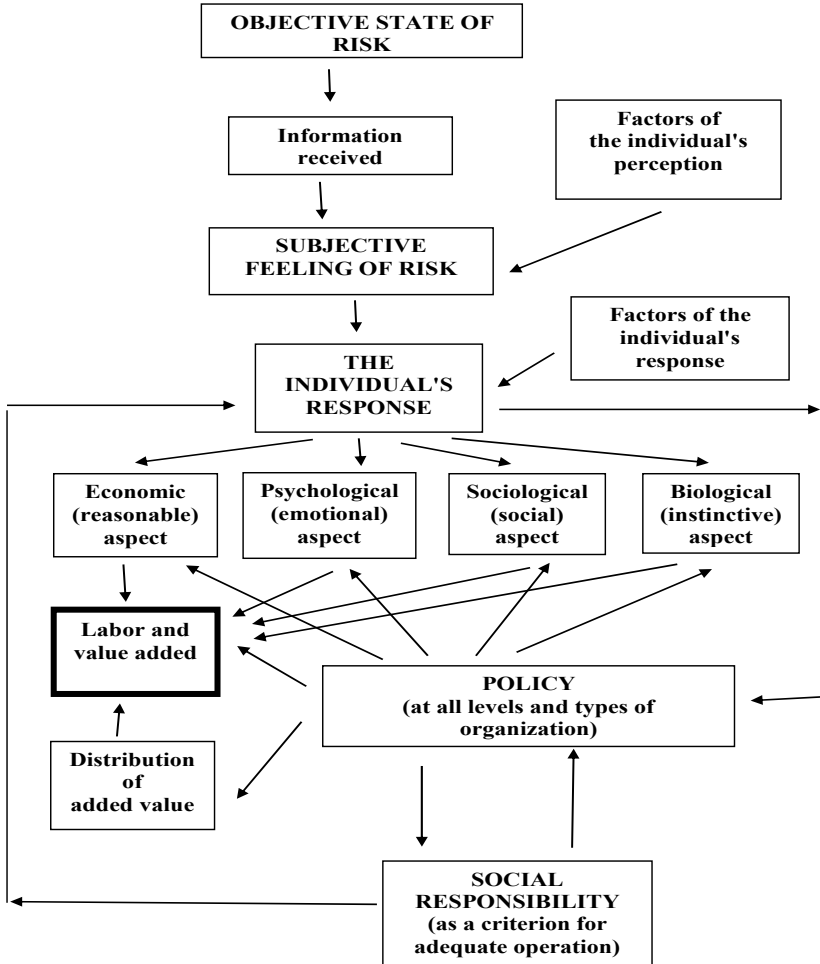 OBJECTIVE STATE OF
RISK
Information
received
Factors of
the individual's
perception
SUBJECTIVE
FEELING OF RISK
Factors of the
individual's
response
THE
INDIVIDUAL'S
RESPONSE
Economic
(reasonable)
aspect
Psychological
(emotional)
aspect
Sociological
(social)
aspect
Biological
(instinctive)
aspect
Labor and
value added
POLICY
(at all levels and types of
organization)
Distribution
of
added value
SOCIAL
RESPONSIBILITY
(as a criterion for
adequate operation)